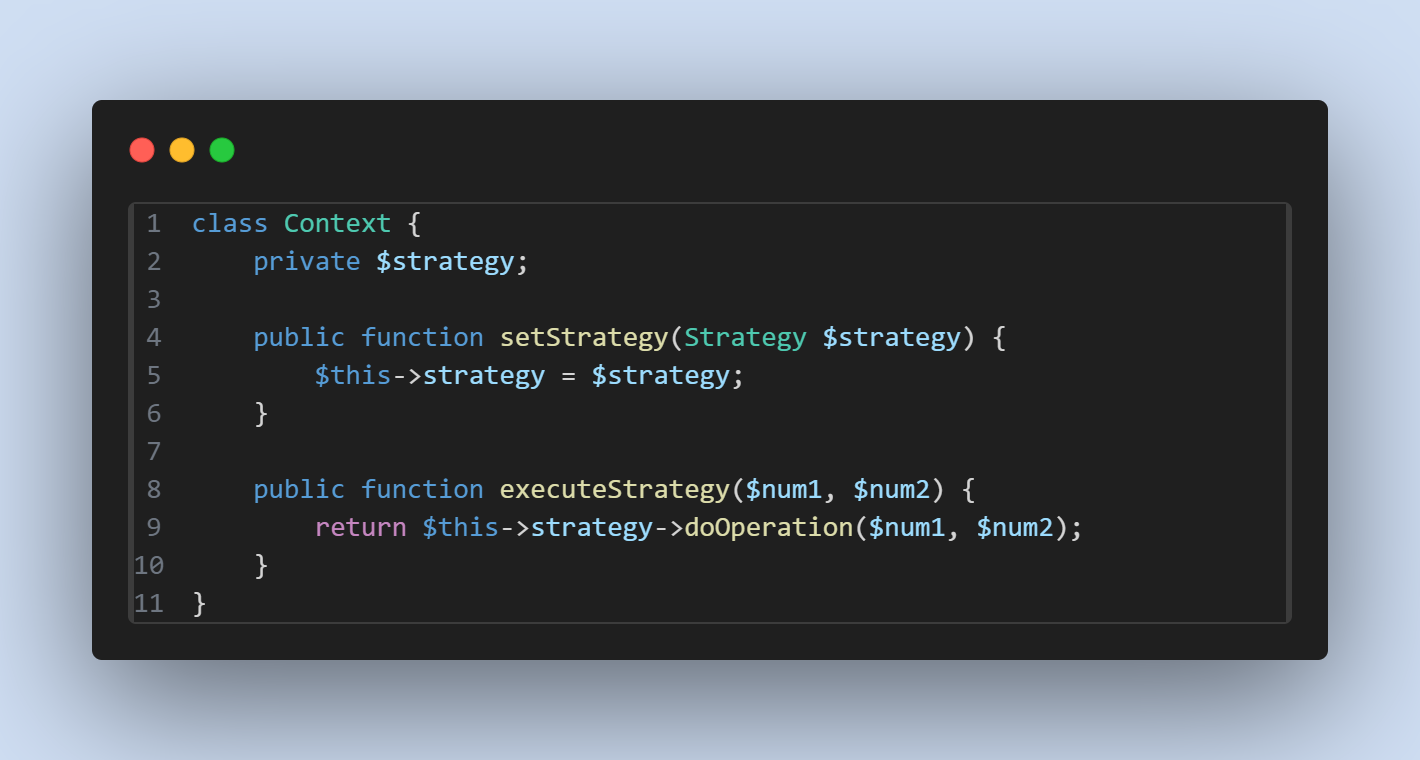 1 class Context {
2     private $strategy;
3
4     public function setStrategy(Strategy $strategy) {
5         $this->strategy = $strategy;
6     }
7
8     public function executeStrategy($num1, $num2) {
9         return $this->strategy->doOperation($num1, $num2);
10     }
11 }